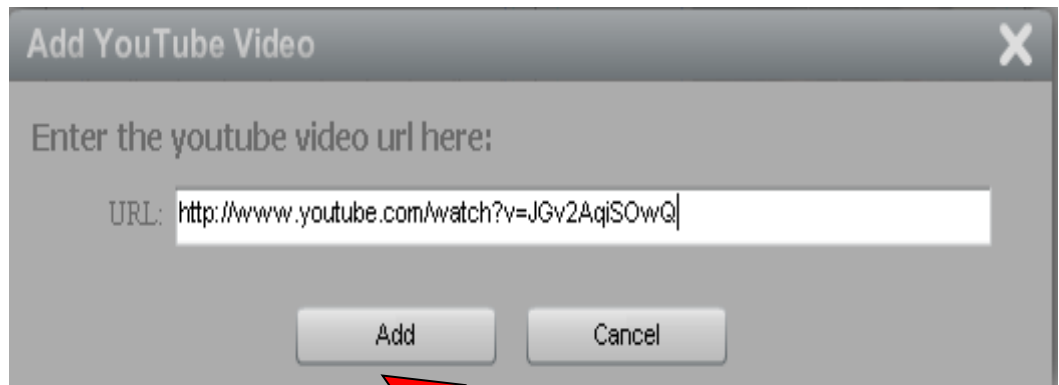 Add YouTube Video
Enter the youtube video url here:
URL: http://www.youtube.com/watch?v=JGv2AqiSOwQ
Add Cancel